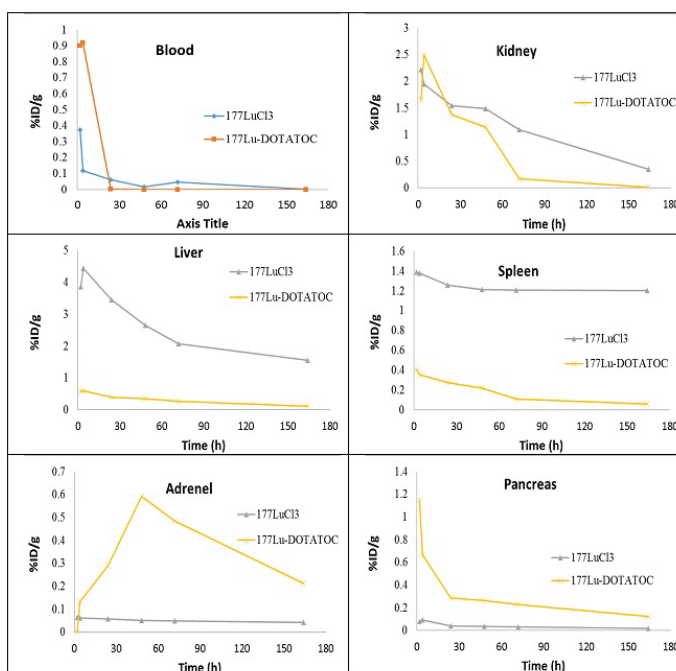 Blood
%ID/g
1
0.9
0.8
0.7
0.6
0.5
0.4
0.3
0.2
0.1
0
177LuCl3
177Lu-DOTATOC
0 30 60 90 120 150 180
Axis Title
Kidney
%ID/g
3
2.5
2
1.5
1
0.5
0
177LuCl3
177Lu-DOTATOC
0 30 60 90 120 150 180
Time (h)
Liver
%ID/g
5
4
3
2
1
0
177LuCl3
177Lu-DOTATOC
0 30 60 90 120 150 180
Time (h)
Spleen
%ID/g
1.6
1.4
1.2
1
0.8
0.6
0.4
0.2
0
177LuCl3
177Lu-DOTATOC
0 30 60 90 120 150 180
Time (h)
Adrenel
%ID/g
0.7
0.6
0.5
0.4
0.3
0.2
0.1
0
177LuCl3
177Lu-DOTATOC
0 30 60 90 120 150 180
Time (h)
Pancreas
%ID/g
1.4
1.2
1
0.8
0.6
0.4
0.2
0
177LuCl3
177Lu-DOTATOC
0 30 60 90 120 150 180
Time (h)